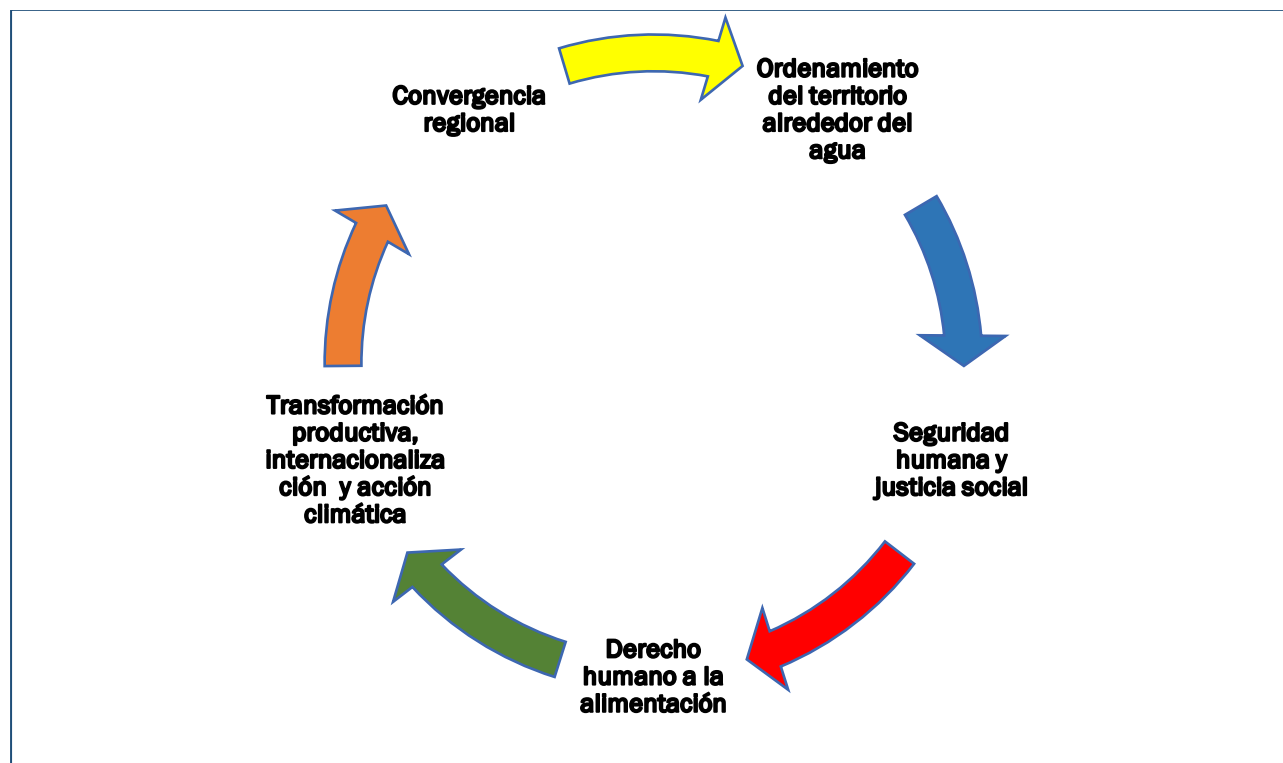 Convergencia
regional
Ordenamiento
del territorio
alrededor del
agua
Seguridad
humana y
justicia social
Derecho
humano a la
alimentación
Transformación
productiva,
internacionaliza
ción y acción
climática